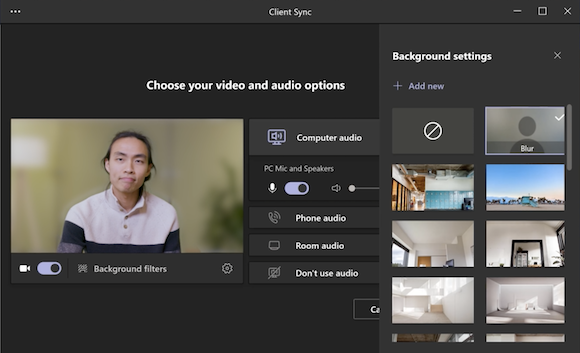 Client Sync
Choose your video and audio options
Computer audio
PC Mic and Speakers
Phone audio
Room audio
Don't use audio
Background filters
Ca
Background settings
Add new
Blur